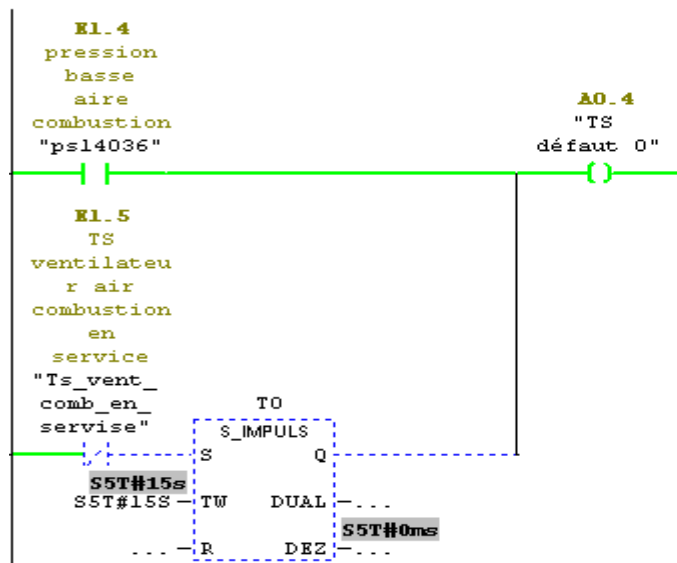 E1.4
pression
basse
aire
combustion
"psl4036"
A0.4
"TS
défaut 0"
E1.5
TS
ventilateu
r air
combustion
en
service
"Ts_vent_
comb_en_
servise"
T0
S_IMPULS
S Q
S5T#15s
S5T#15S TW DUAL ...
S5T#0ms
... R DEZ ...